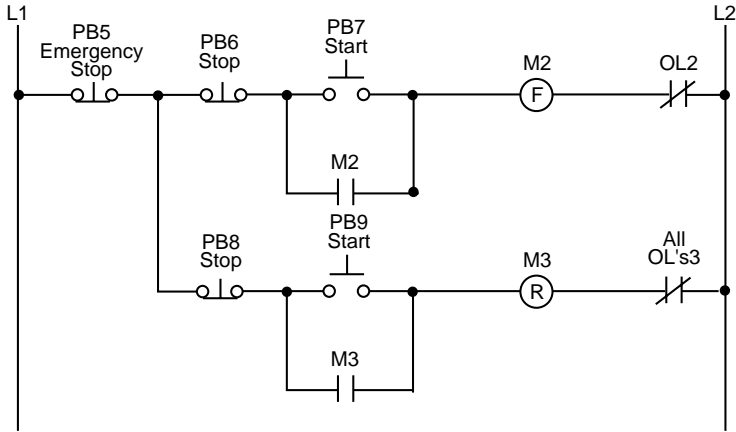 L1
L2
PB5
Emergency
Stop
PB6
Stop
PB7
Start
M2
F
OL2
M2
PB8
Stop
PB9
Start
M3
R
All
OL's3
M3